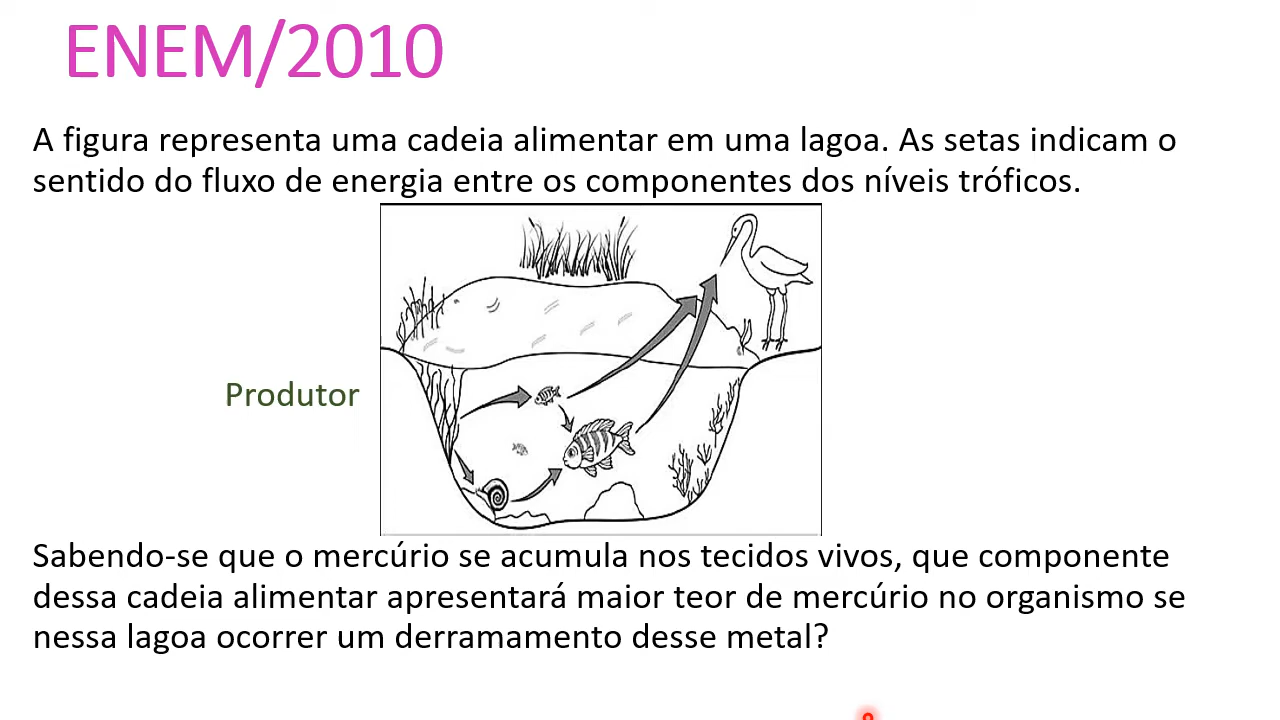 ENEM/2010
A figura representa uma cadeia alimentar em uma lagoa. As setas indicam o
sentido do fluxo de energia entre os componentes dos níveis tróficos.
Produtor
Sabendo-se que o mercúrio se acumula nos tecidos vivos, que componente
dessa cadeia alimentar apresentará maior teor de mercúrio no organismo se
nessa lagoa ocorrer um derramamento desse metal?